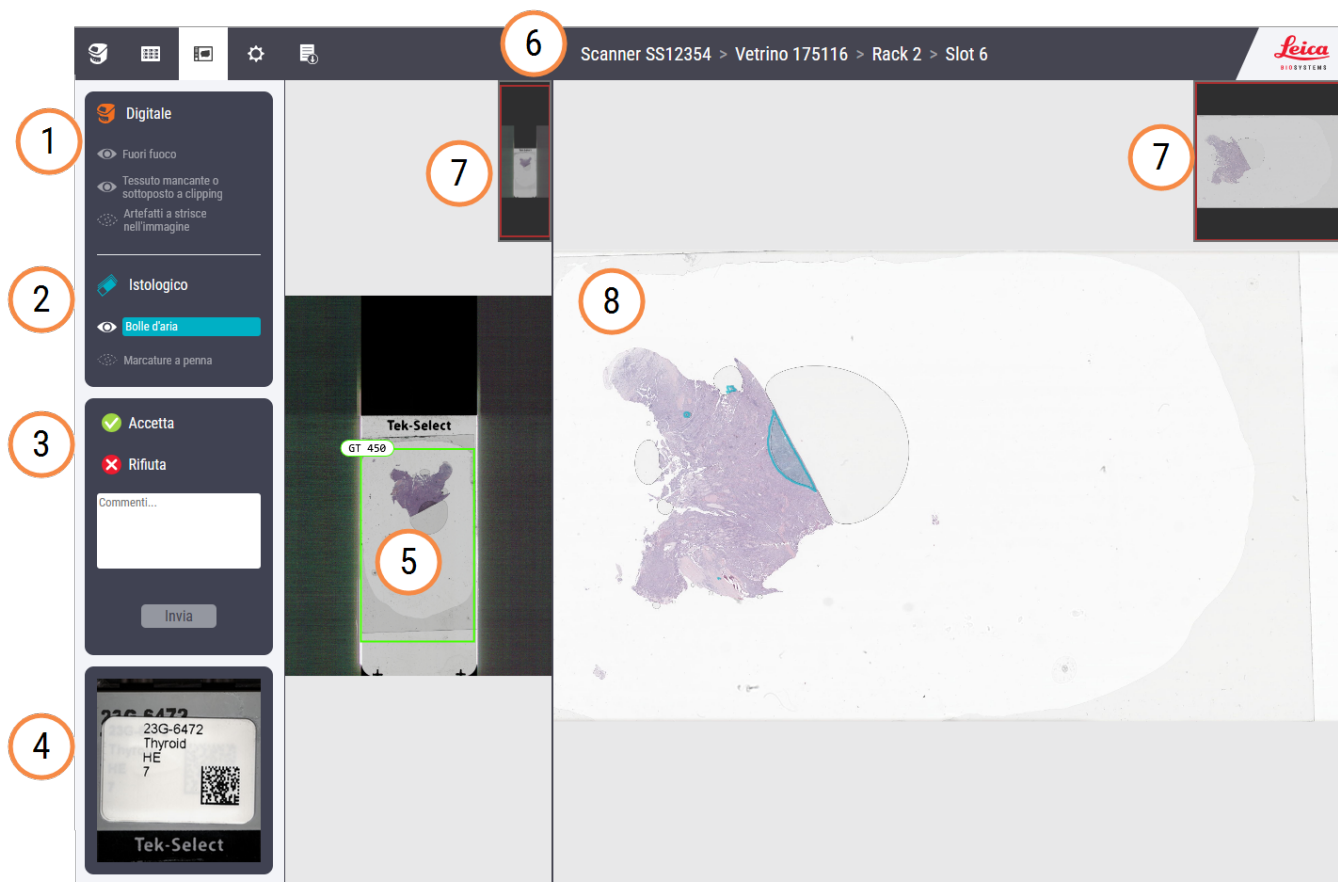 6
Scanner SS12354 > Vetrino 175116 > Rack 2 > Slot 6
Leica
BIOSYSTEMS
1
Digitale
Fuori fuoco
Tessuto mancante o
sottoposto a clipping
Artefatti a strisce
nell'immagine
2
Istologico
Bolle d'aria
Marcature a penna
3
Accetta
Rifiuta
Commenti...
Invia
4
23G-6472
23G-6472
Thyroid
HE
7
Tek-Select
7
Tek-Select
GT 450
5
7
8